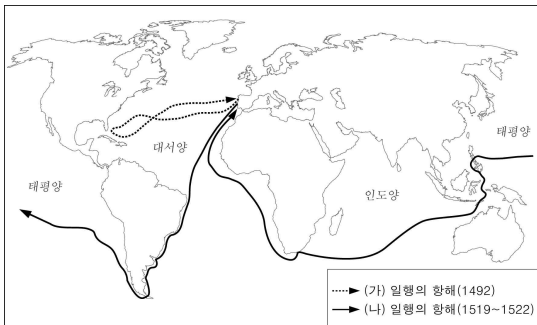 대서양
태평양
태평양
인도양
(가) 일행의 항해(1492)
(나) 일행의 항해(1519~1522)